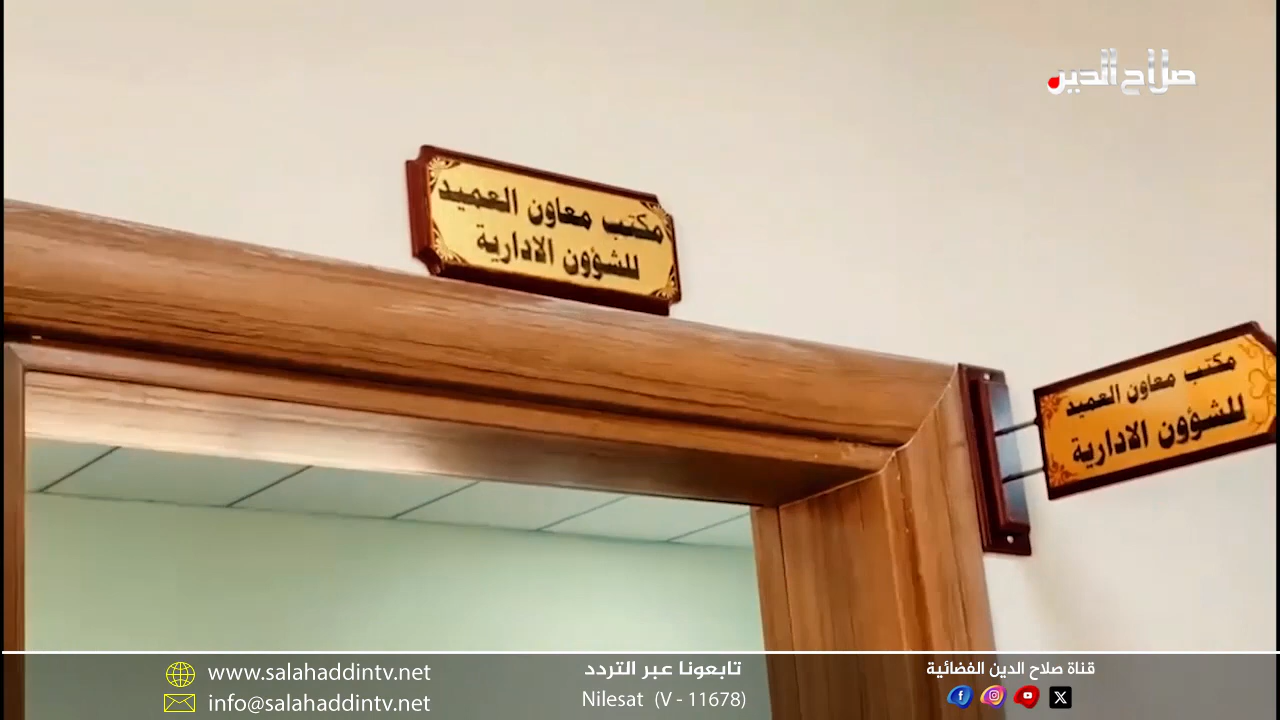 صلاح الدين
مكتب معاون العميد
للشؤون الادارية
مكتب معاون العميد
للشؤون الادارية
قناة صلاح الدين الفضائية
تابعونا عبر التردد
Nilesat (V - 11678)
www.salahaddintv.net
info@salahaddintv.net